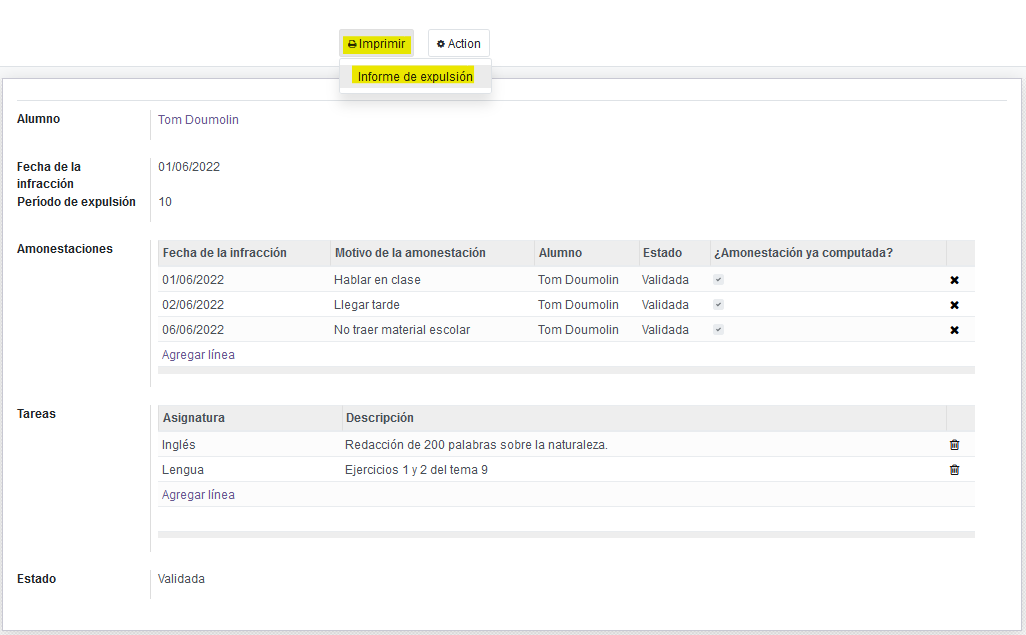 Imprimir Action
Informe de expulsión
Alumno Tom Doumolin
Fecha de la infracción 01/06/2022
Período de expulsión 10
Amonestaciones
Fecha de la infracción Motivo de la amonestación Alumno Estado ¿Amonestación ya computada?
01/06/2022 Hablar en clase Tom Doumolin Validada
02/06/2022 Llegar tarde Tom Doumolin Validada
06/06/2022 No traer material escolar Tom Doumolin Validada
Agregar línea
Tareas
Asignatura Descripción
Inglés Redacción de 200 palabras sobre la naturaleza.
Lengua Ejercicios 1 y 2 del tema 9
Agregar línea
Estado Validada